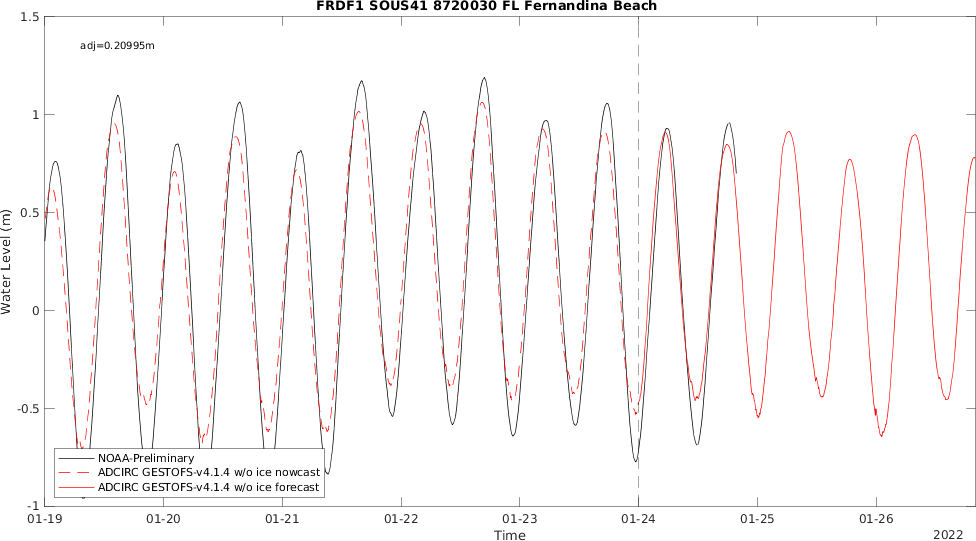 FRDF1 SOUS41 8720030 FL Fernandina Beach
adj=0.20995m
Water Level (m)
1.5
1
0.5
0
-0.5
-1
NOAA-Preliminary
ADCIRC GESTOFS-v4.1.4 w/o ice nowcast
ADCIRC GESTOFS-v4.1.4 w/o ice forecast
01-19 01-20 01-21 01-22 01-23 01-24 01-25 01-26
Time
2022